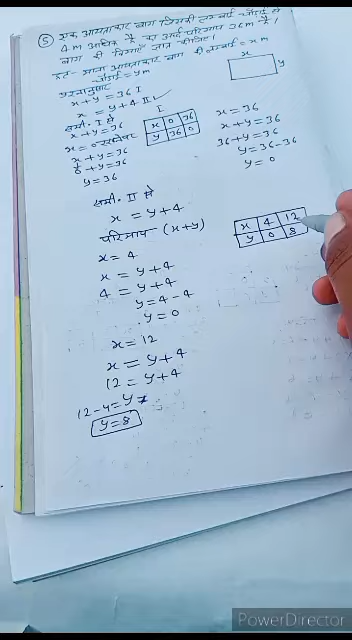 ⑤ एक आयताकार बाग जिसकी लम्बाई चौड़ाई से
4m अधिक है का अर्द्ध परिमाप 36m है।
बाग की विमाएँ ज्ञात कीजिए।
हल- माना आयताकार बाग की लम्बाई = x m
चौड़ाई = y m
x
y
प्रश्नानुसार
x + y = 36 I
x = y + 4 II
समी. I से
x + y = 36
x = 0 रखने पर
x + y = 36
0 + y = 36
y = 36
I
x 0 36
y 36 0
x = 36
x + y = 36
36 + y = 36
y = 36 - 36
y = 0
समी. II से
x = y + 4
परिमाप - (x + y)
x = 4
x = y + 4
4 = y + 4
y = 4 - 4
y = 0
x 4 12
y 0 8
x = 12
x = y + 4
12 = y + 4
12 - 4 = y
y = 8
PowerDirector